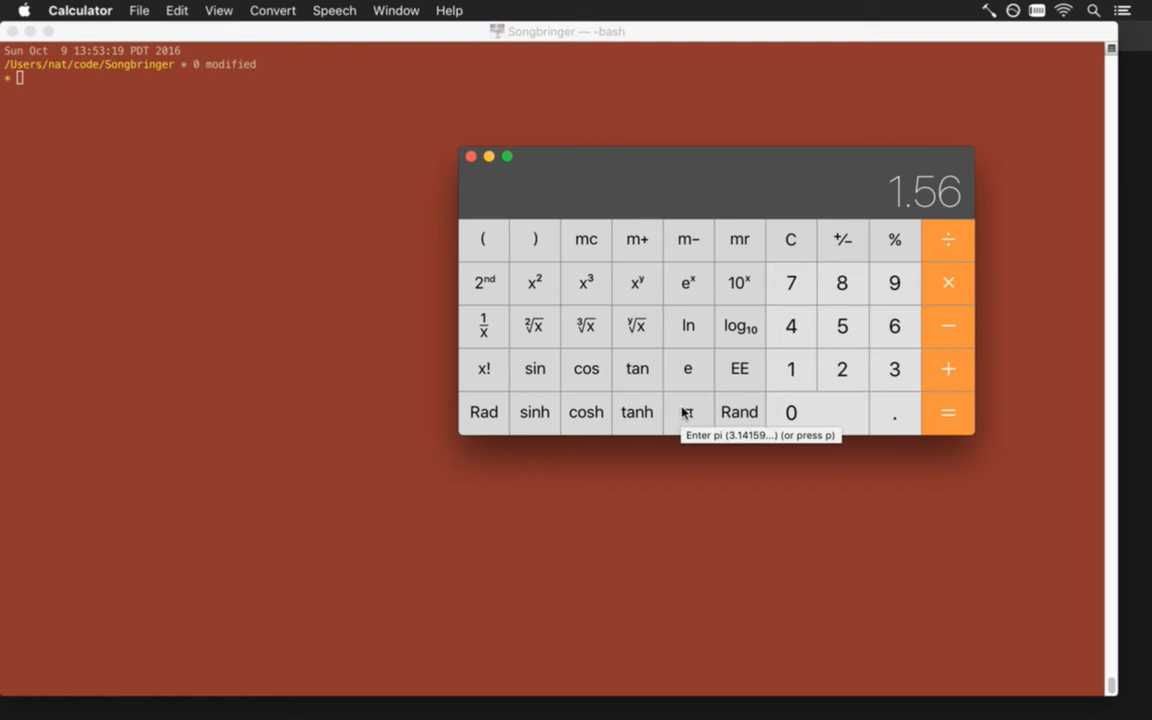 Calculator File Edit View Convert Speech Window Help
Songbringer — -bash
Sun Oct  9 13:53:19 PDT 2016
/Users/nat/code/Songbringer * 0 modified
*
1.56
( ) mc m+ m− mr C +/− % ÷
2ⁿᵈ x² x³ xʸ eˣ 10ˣ 7 8 9 ×
1/x ²√x ³√x ʸ√x ln log₁₀ 4 5 6 −
x! sin cos tan e EE 1 2 3 +
Rad sinh cosh tanh π Rand 0 . =
Enter pi (3.14159...) (or press p)